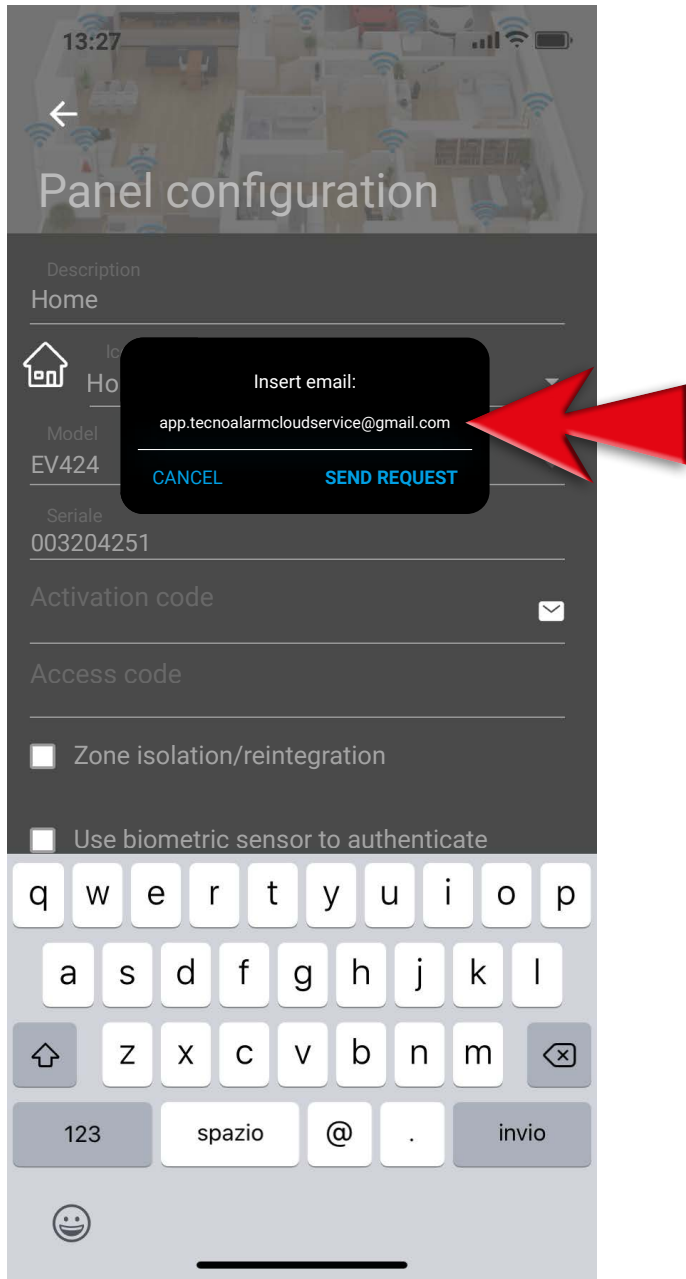 13:27
Panel configuration
Description
Home
Ic
Ho
Insert email:
app.tecnoalarmcloudservice@gmail.com
CANCEL SEND REQUEST
Model
EV424
Seriale
003204251
Activation code
Access code
Zone isolation/reintegration
Use biometric sensor to authenticate
q w e r t y u i o p
a s d f g h j k l
z x c v b n m
123 spazio @ . invio